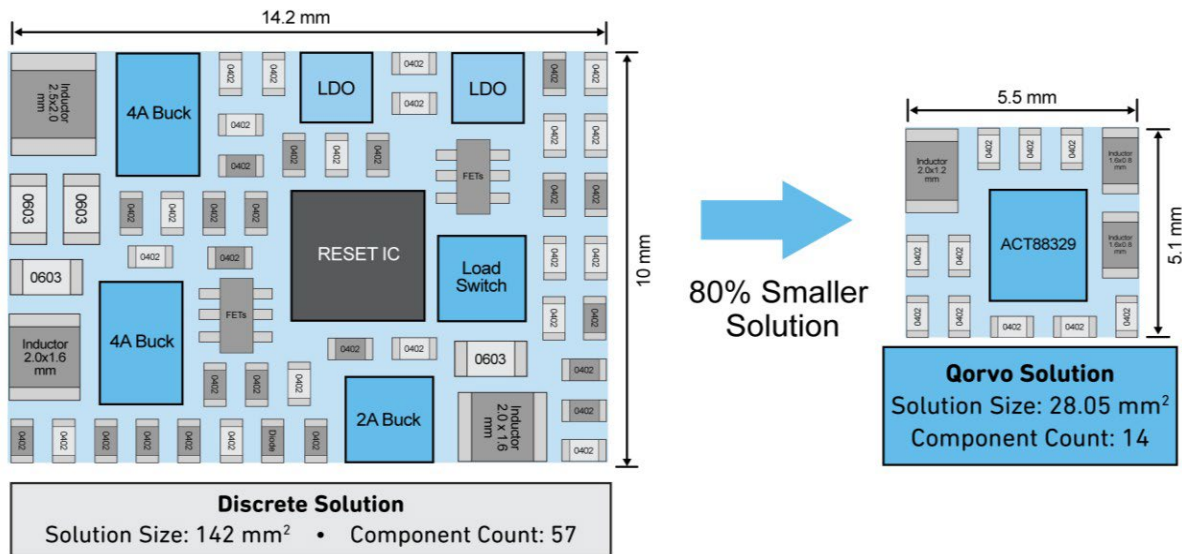 14.2 mm
Inductor
2.5x2.0
mm
4A Buck
0402
0402
LDO
0402
LDO
0402
0402
0402
0402
0402
0402
0402
0402
0402
0402
FETs
0402
0402
0603
0603
0402
0402
0402
0402
RESET IC
Load
Switch
0402
0402
0402
0402
0603
FETs
0402
0402
Inductor
2.0x1.6
mm
4A Buck
0402
0402
0603
0402
0402
0402
0402
2A Buck
Inductor
2.0 x 1.6
mm
0402
0402
0402
0402
0402
0402
0402
0402
Diode
0402
10 mm
Discrete Solution
Solution Size: 142 mm² • Component Count: 57
80% Smaller
Solution
5.5 mm
Inductor
2.0x1.2
mm
0402
0402
0402
Inductor
1.6x0.8
mm
ACT88329
Inductor
1.6x0.8
mm
0402
0402
0402
0402
0402
0402
0402
5.1 mm
Qorvo Solution
Solution Size: 28.05 mm²
Component Count: 14